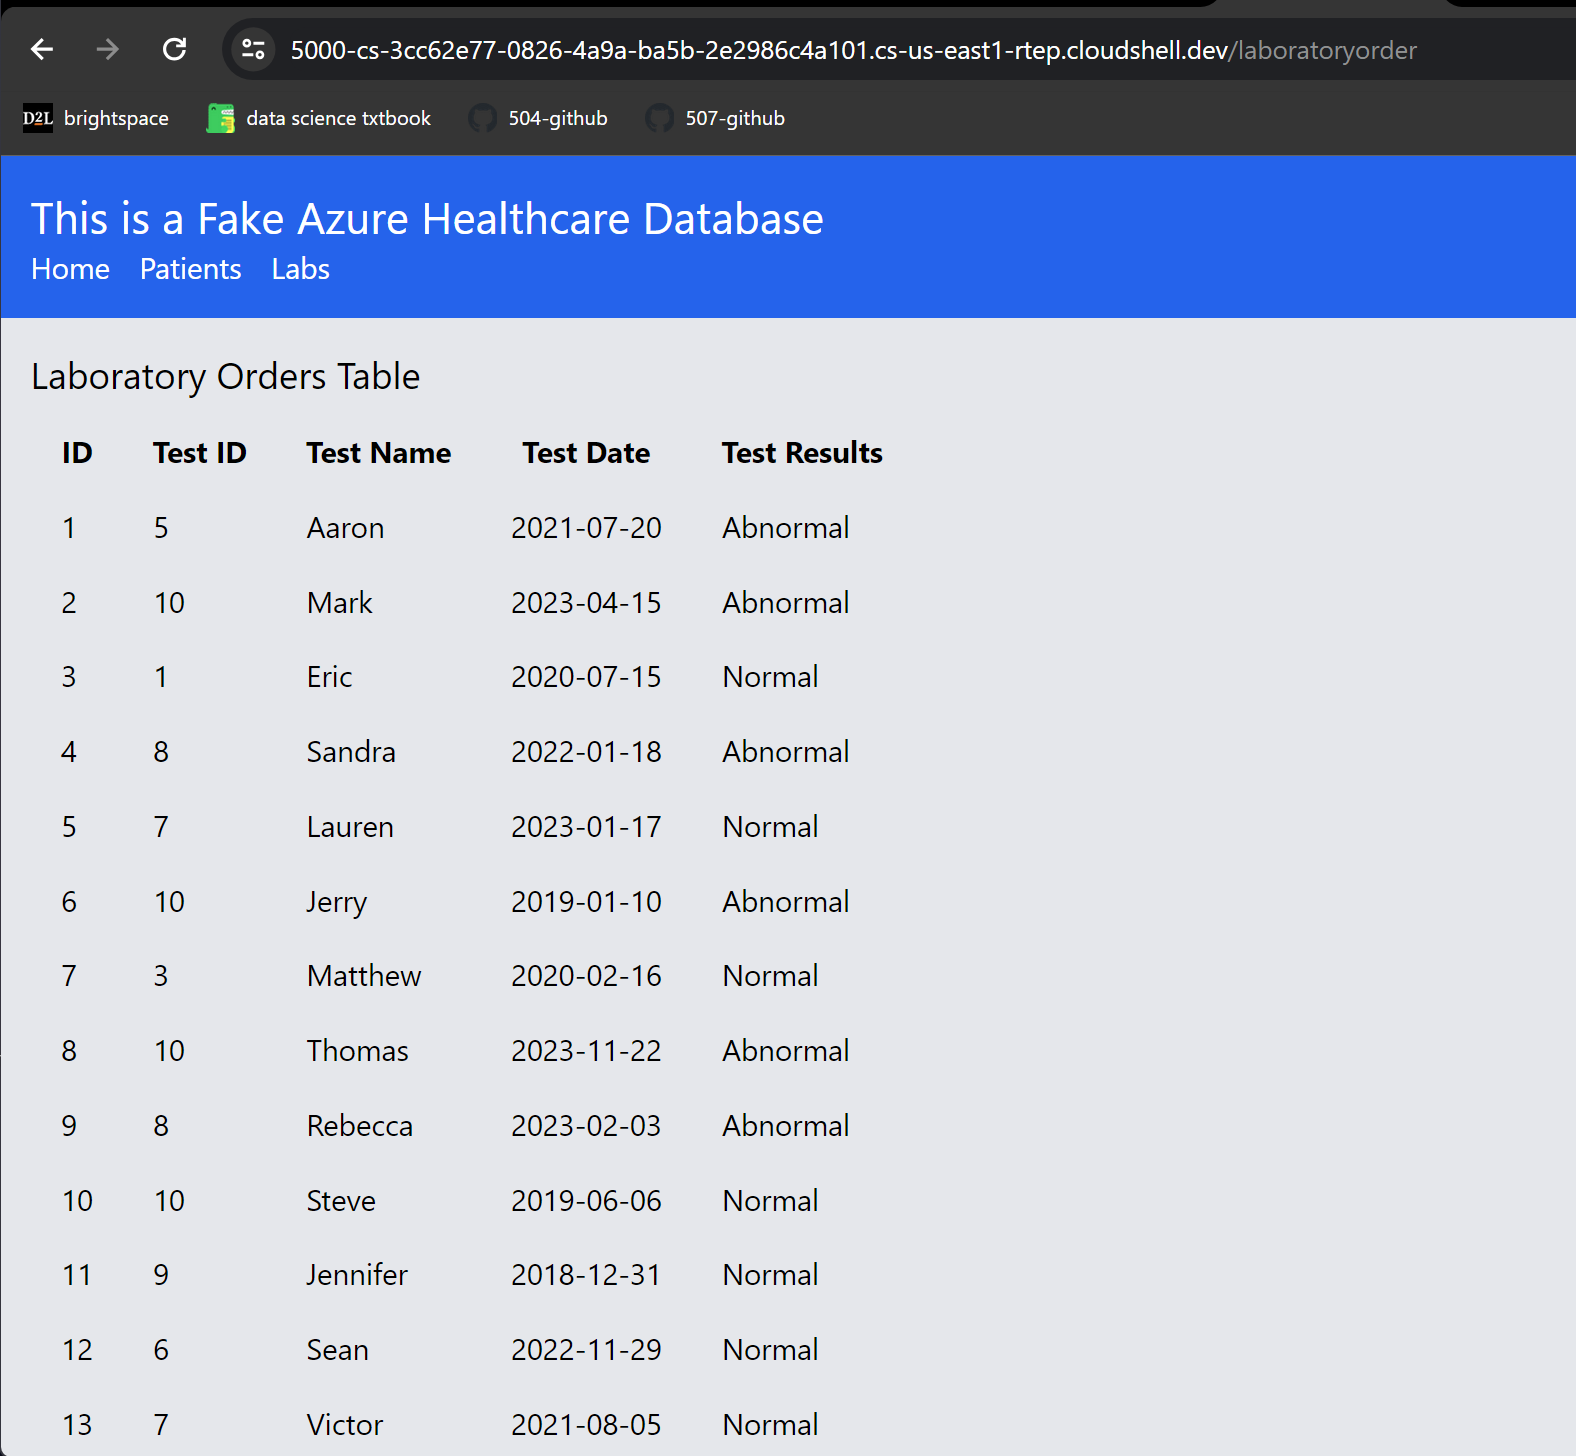 5000-cs-3cc62e77-0826-4a9a-ba5b-2e2986c4a101.cs-us-east1-rtep.cloudshell.dev/laboratoryorder
D2L brightspace data science txtbook 504-github 507-github
This is a Fake Azure Healthcare Database
Home Patients Labs
Laboratory Orders Table
ID Test ID Test Name Test Date Test Results
1 5 Aaron 2021-07-20 Abnormal
2 10 Mark 2023-04-15 Abnormal
3 1 Eric 2020-07-15 Normal
4 8 Sandra 2022-01-18 Abnormal
5 7 Lauren 2023-01-17 Normal
6 10 Jerry 2019-01-10 Abnormal
7 3 Matthew 2020-02-16 Normal
8 10 Thomas 2023-11-22 Abnormal
9 8 Rebecca 2023-02-03 Abnormal
10 10 Steve 2019-06-06 Normal
11 9 Jennifer 2018-12-31 Normal
12 6 Sean 2022-11-29 Normal
13 7 Victor 2021-08-05 Normal